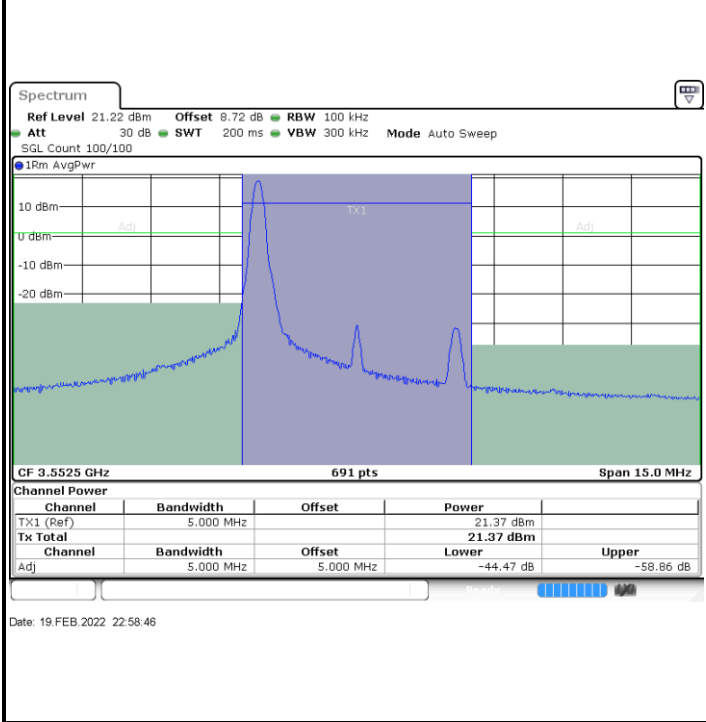 Spectrum
Ref Level 21.22 dBm Offset 8.72 dB RBW 100 kHz
Att 30 dB SWT 200 ms VBW 300 kHz Mode Auto Sweep
SGL Count 100/100
1Rm AvgPwr
10 dBm
TX1
Adj Adj
0 dBm
-10 dBm
-20 dBm
CF 3.5525 GHz 691 pts Span 15.0 MHz
Channel Power
Channel Bandwidth Offset Power
TX1 (Ref) 5.000 MHz 21.37 dBm
Tx Total 21.37 dBm
Channel Bandwidth Offset Lower Upper
Adj 5.000 MHz 5.000 MHz -44.47 dB -58.86 dB
Ready
Date: 19.FEB.2022 22:58:46